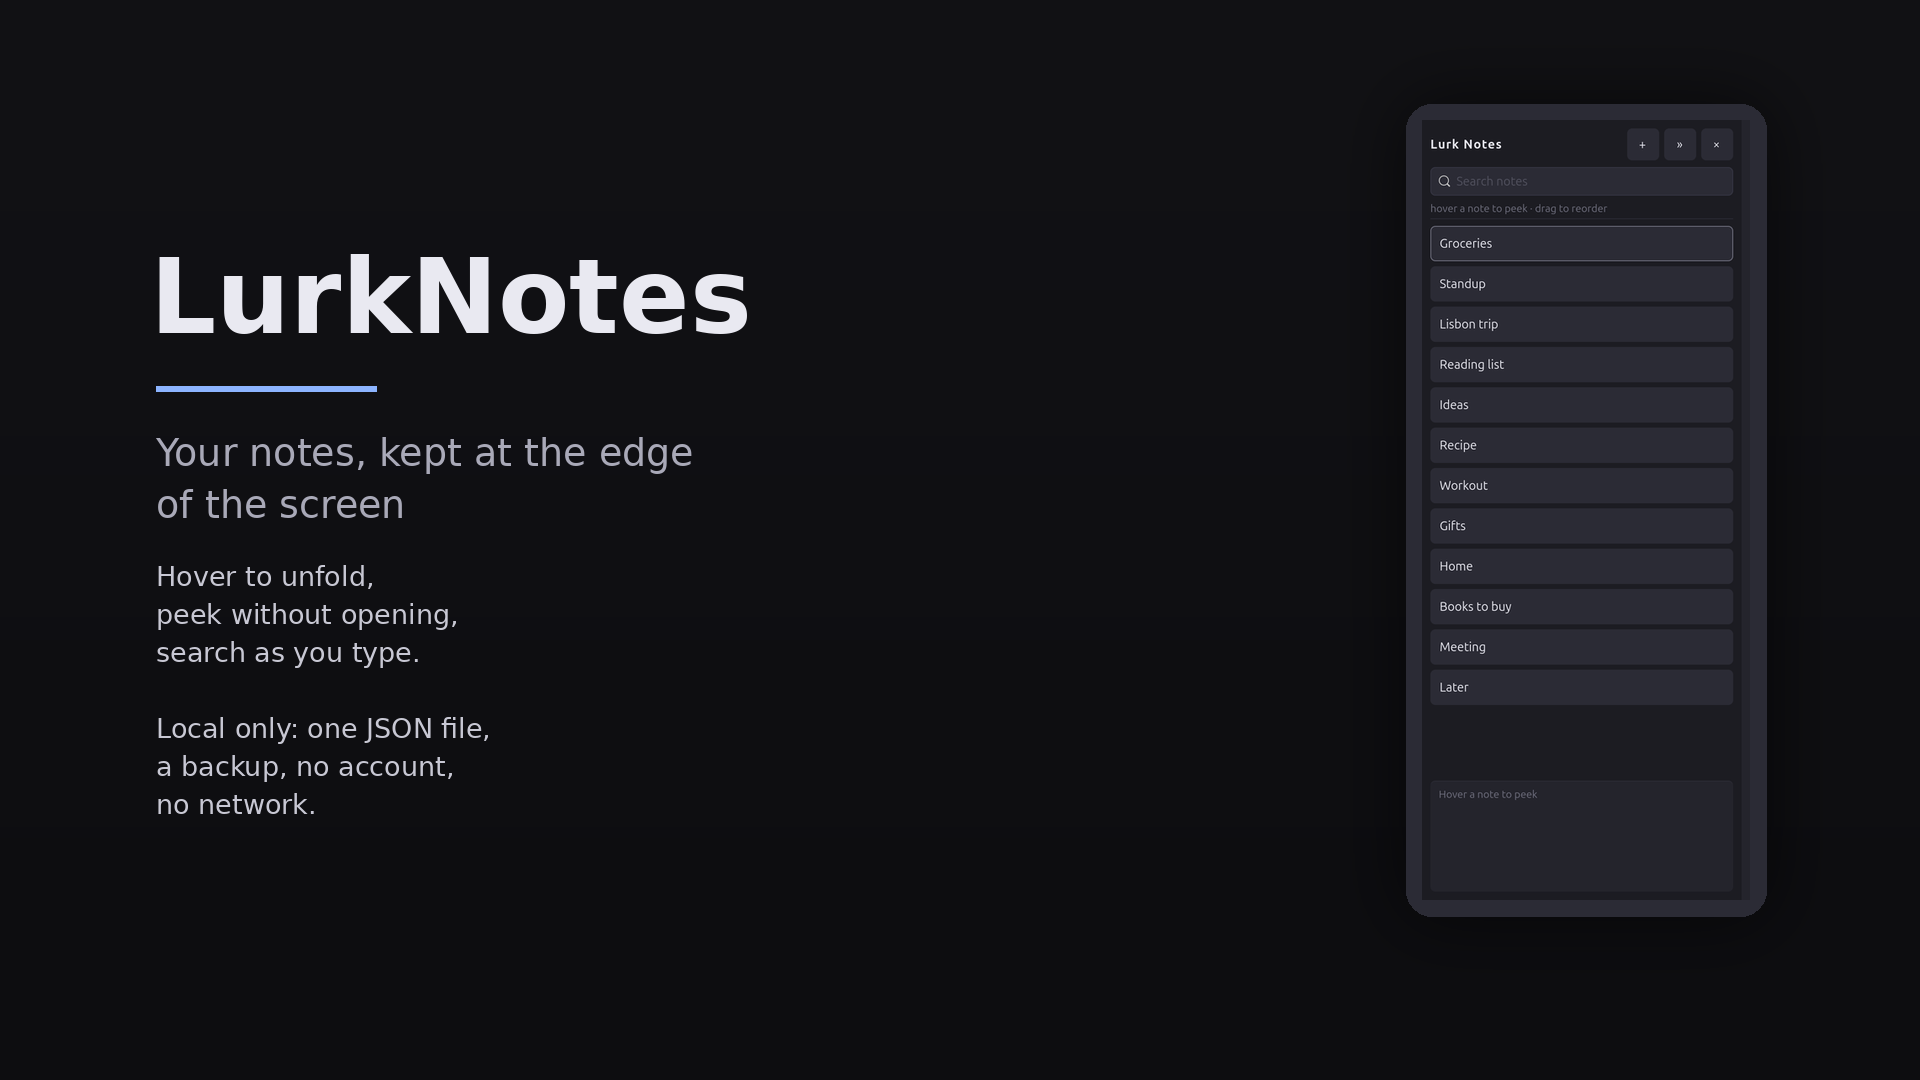 LurkNotes
Your notes, kept at the edge
of the screen
Hover to unfold,
peek without opening,
search as you type.
Local only: one JSON file,
a backup, no account,
no network.
Lurk Notes
+ » ×
Search notes
hover a note to peek · drag to reorder
Groceries
Standup
Lisbon trip
Reading list
Ideas
Recipe
Workout
Gifts
Home
Books to buy
Meeting
Later
Hover a note to peek